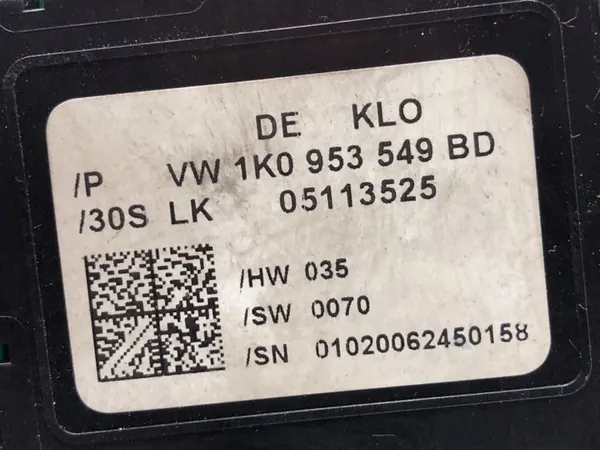 DE KLO
/P VW 1K0 953 549 BD
/30S LK 05113525
/HW 035
/SW 0070
/SN 01020062450158